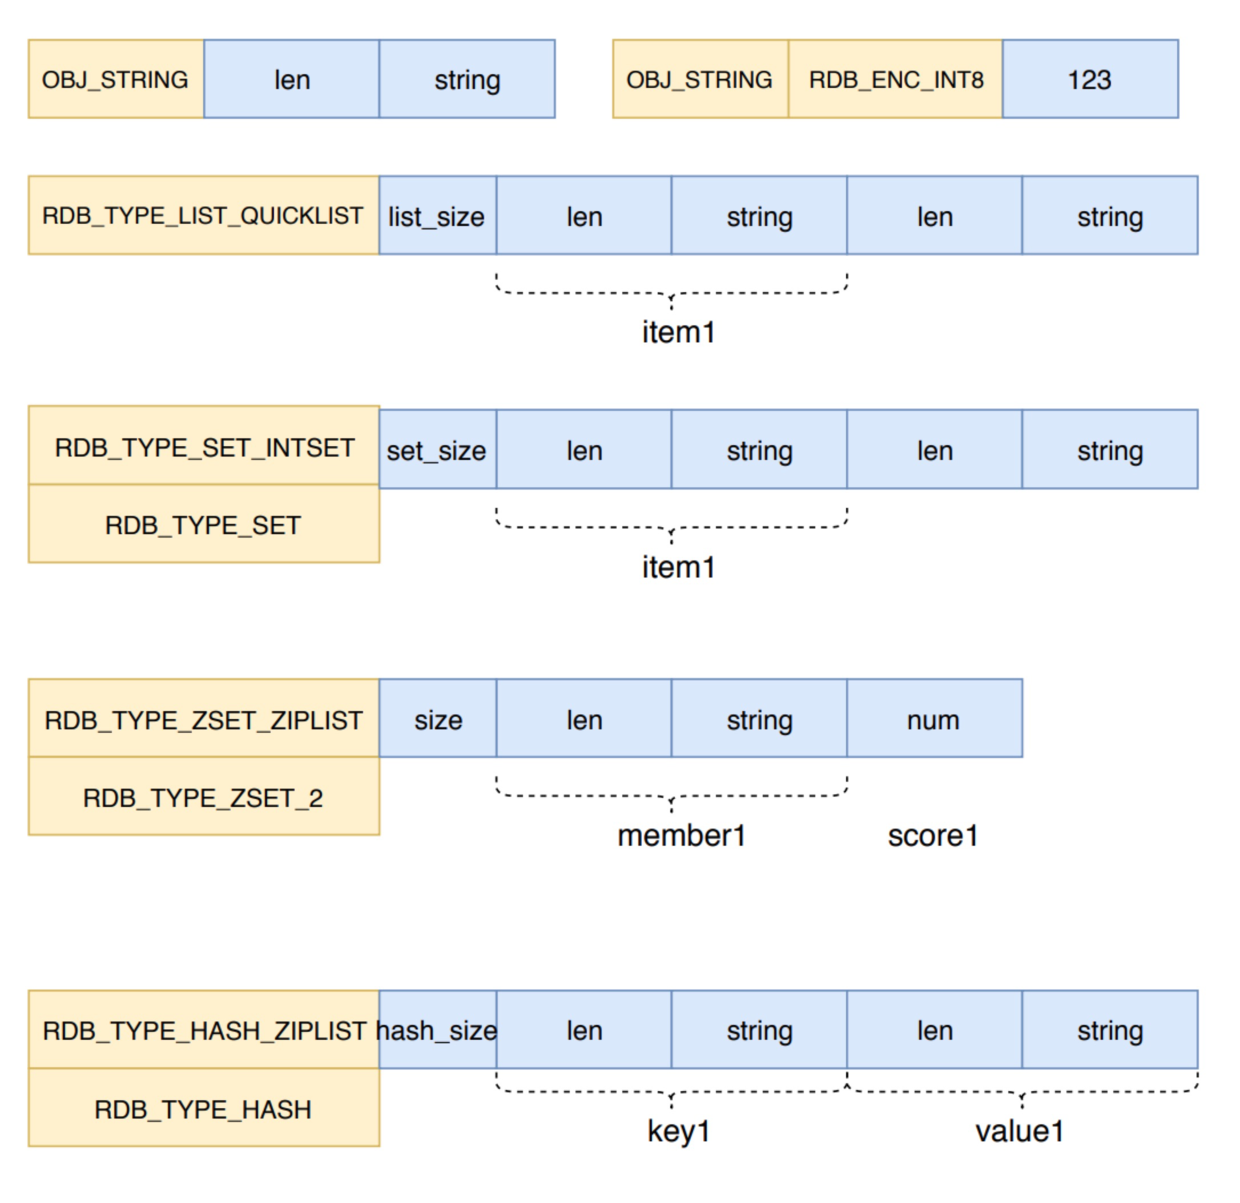 OBJ_STRING len string OBJ_STRING RDB_ENC_INT8 123
RDB_TYPE_LIST_QUICKLIST list_size len string len string
item1
RDB_TYPE_SET_INTSET set_size len string len string
RDB_TYPE_SET
item1
RDB_TYPE_ZSET_ZIPLIST size len string num
RDB_TYPE_ZSET_2
member1 score1
RDB_TYPE_HASH_ZIPLIST hash_size len string len string
RDB_TYPE_HASH
key1 value1